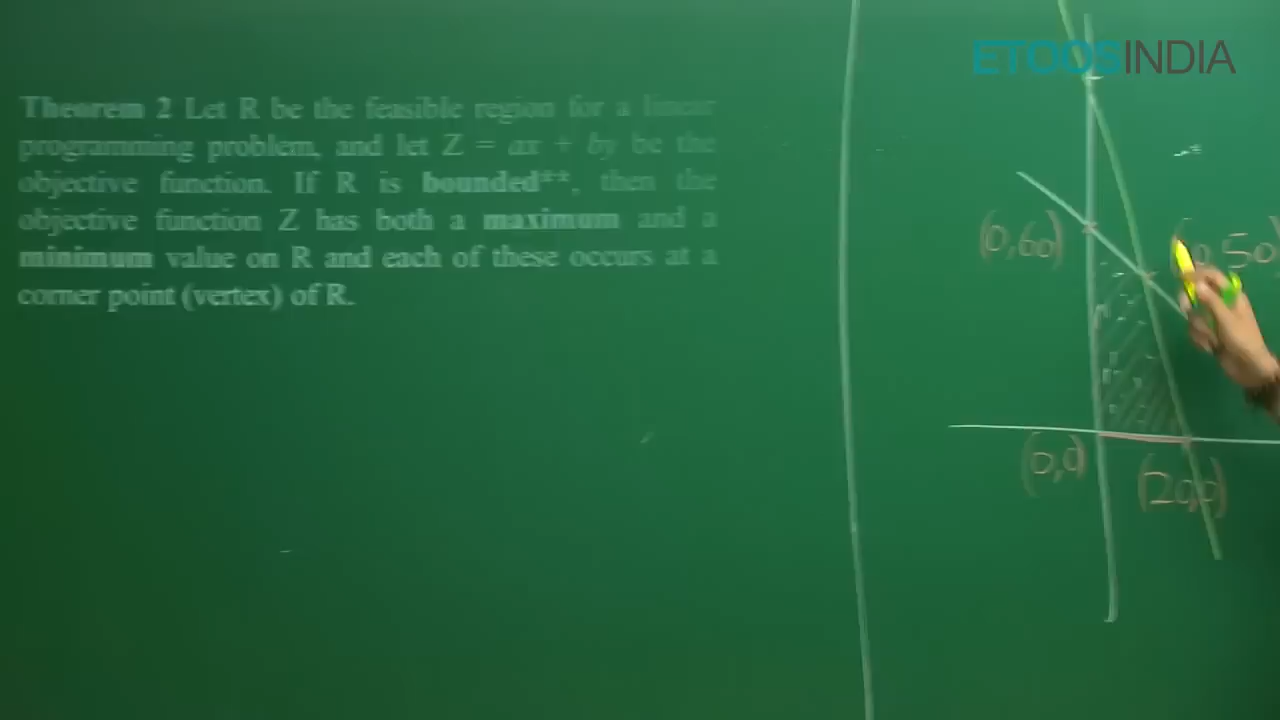 ETOOSINDIA
Theorem 2 Let R be the feasible region for a linear
programming problem, and let Z = ax + by be the
objective function. If R is bounded**, then the
objective function Z has both a maximum and a
minimum value on R and each of these occurs at a
corner point (vertex) of R.
(0,60)
0,50)
(0,0)
(20,0)